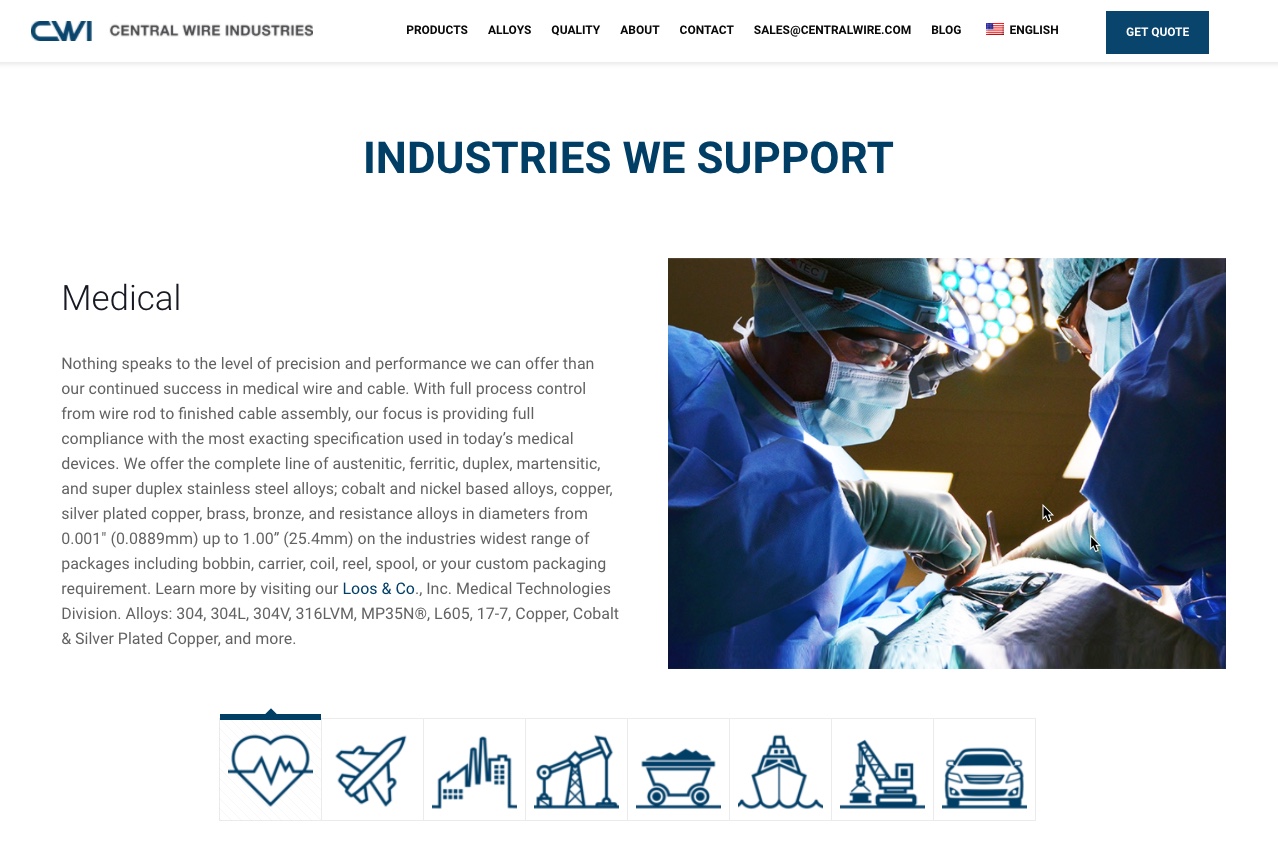 CWI CENTRAL WIRE INDUSTRIES
PRODUCTS ALLOYS QUALITY ABOUT CONTACT SALES@CENTRALWIRE.COM BLOG ENGLISH
GET QUOTE
INDUSTRIES WE SUPPORT
Medical
Nothing speaks to the level of precision and performance we can offer than
our continued success in medical wire and cable. With full process control
from wire rod to finished cable assembly, our focus is providing full
compliance with the most exacting specification used in today’s medical
devices. We offer the complete line of austenitic, ferritic, duplex, martensitic,
and super duplex stainless steel alloys; cobalt and nickel based alloys, copper,
silver plated copper, brass, bronze, and resistance alloys in diameters from
0.001" (0.0889mm) up to 1.00” (25.4mm) on the industries widest range of
packages including bobbin, carrier, coil, reel, spool, or your custom packaging
requirement. Learn more by visiting our Loos & Co., Inc. Medical Technologies
Division. Alloys: 304, 304L, 304V, 316LVM, MP35N®, L605, 17-7, Copper, Cobalt
& Silver Plated Copper, and more.